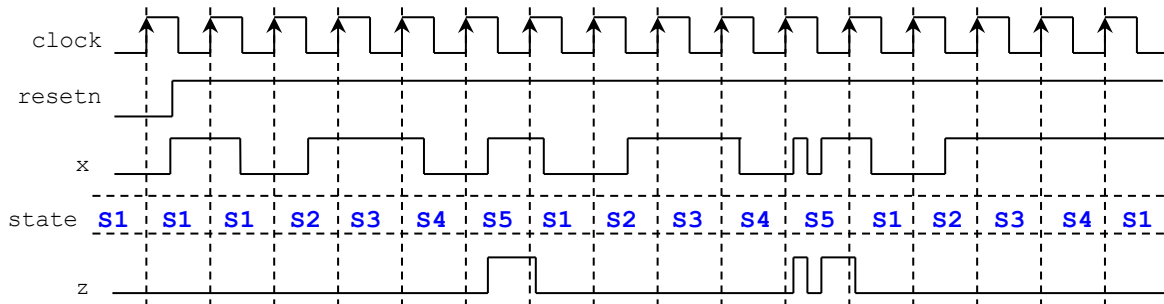 clock
resetn
x
state S1 S1 S1 S2 S3 S4 S5 S1 S2 S3 S4 S5 S1 S2 S3 S4 S1
z